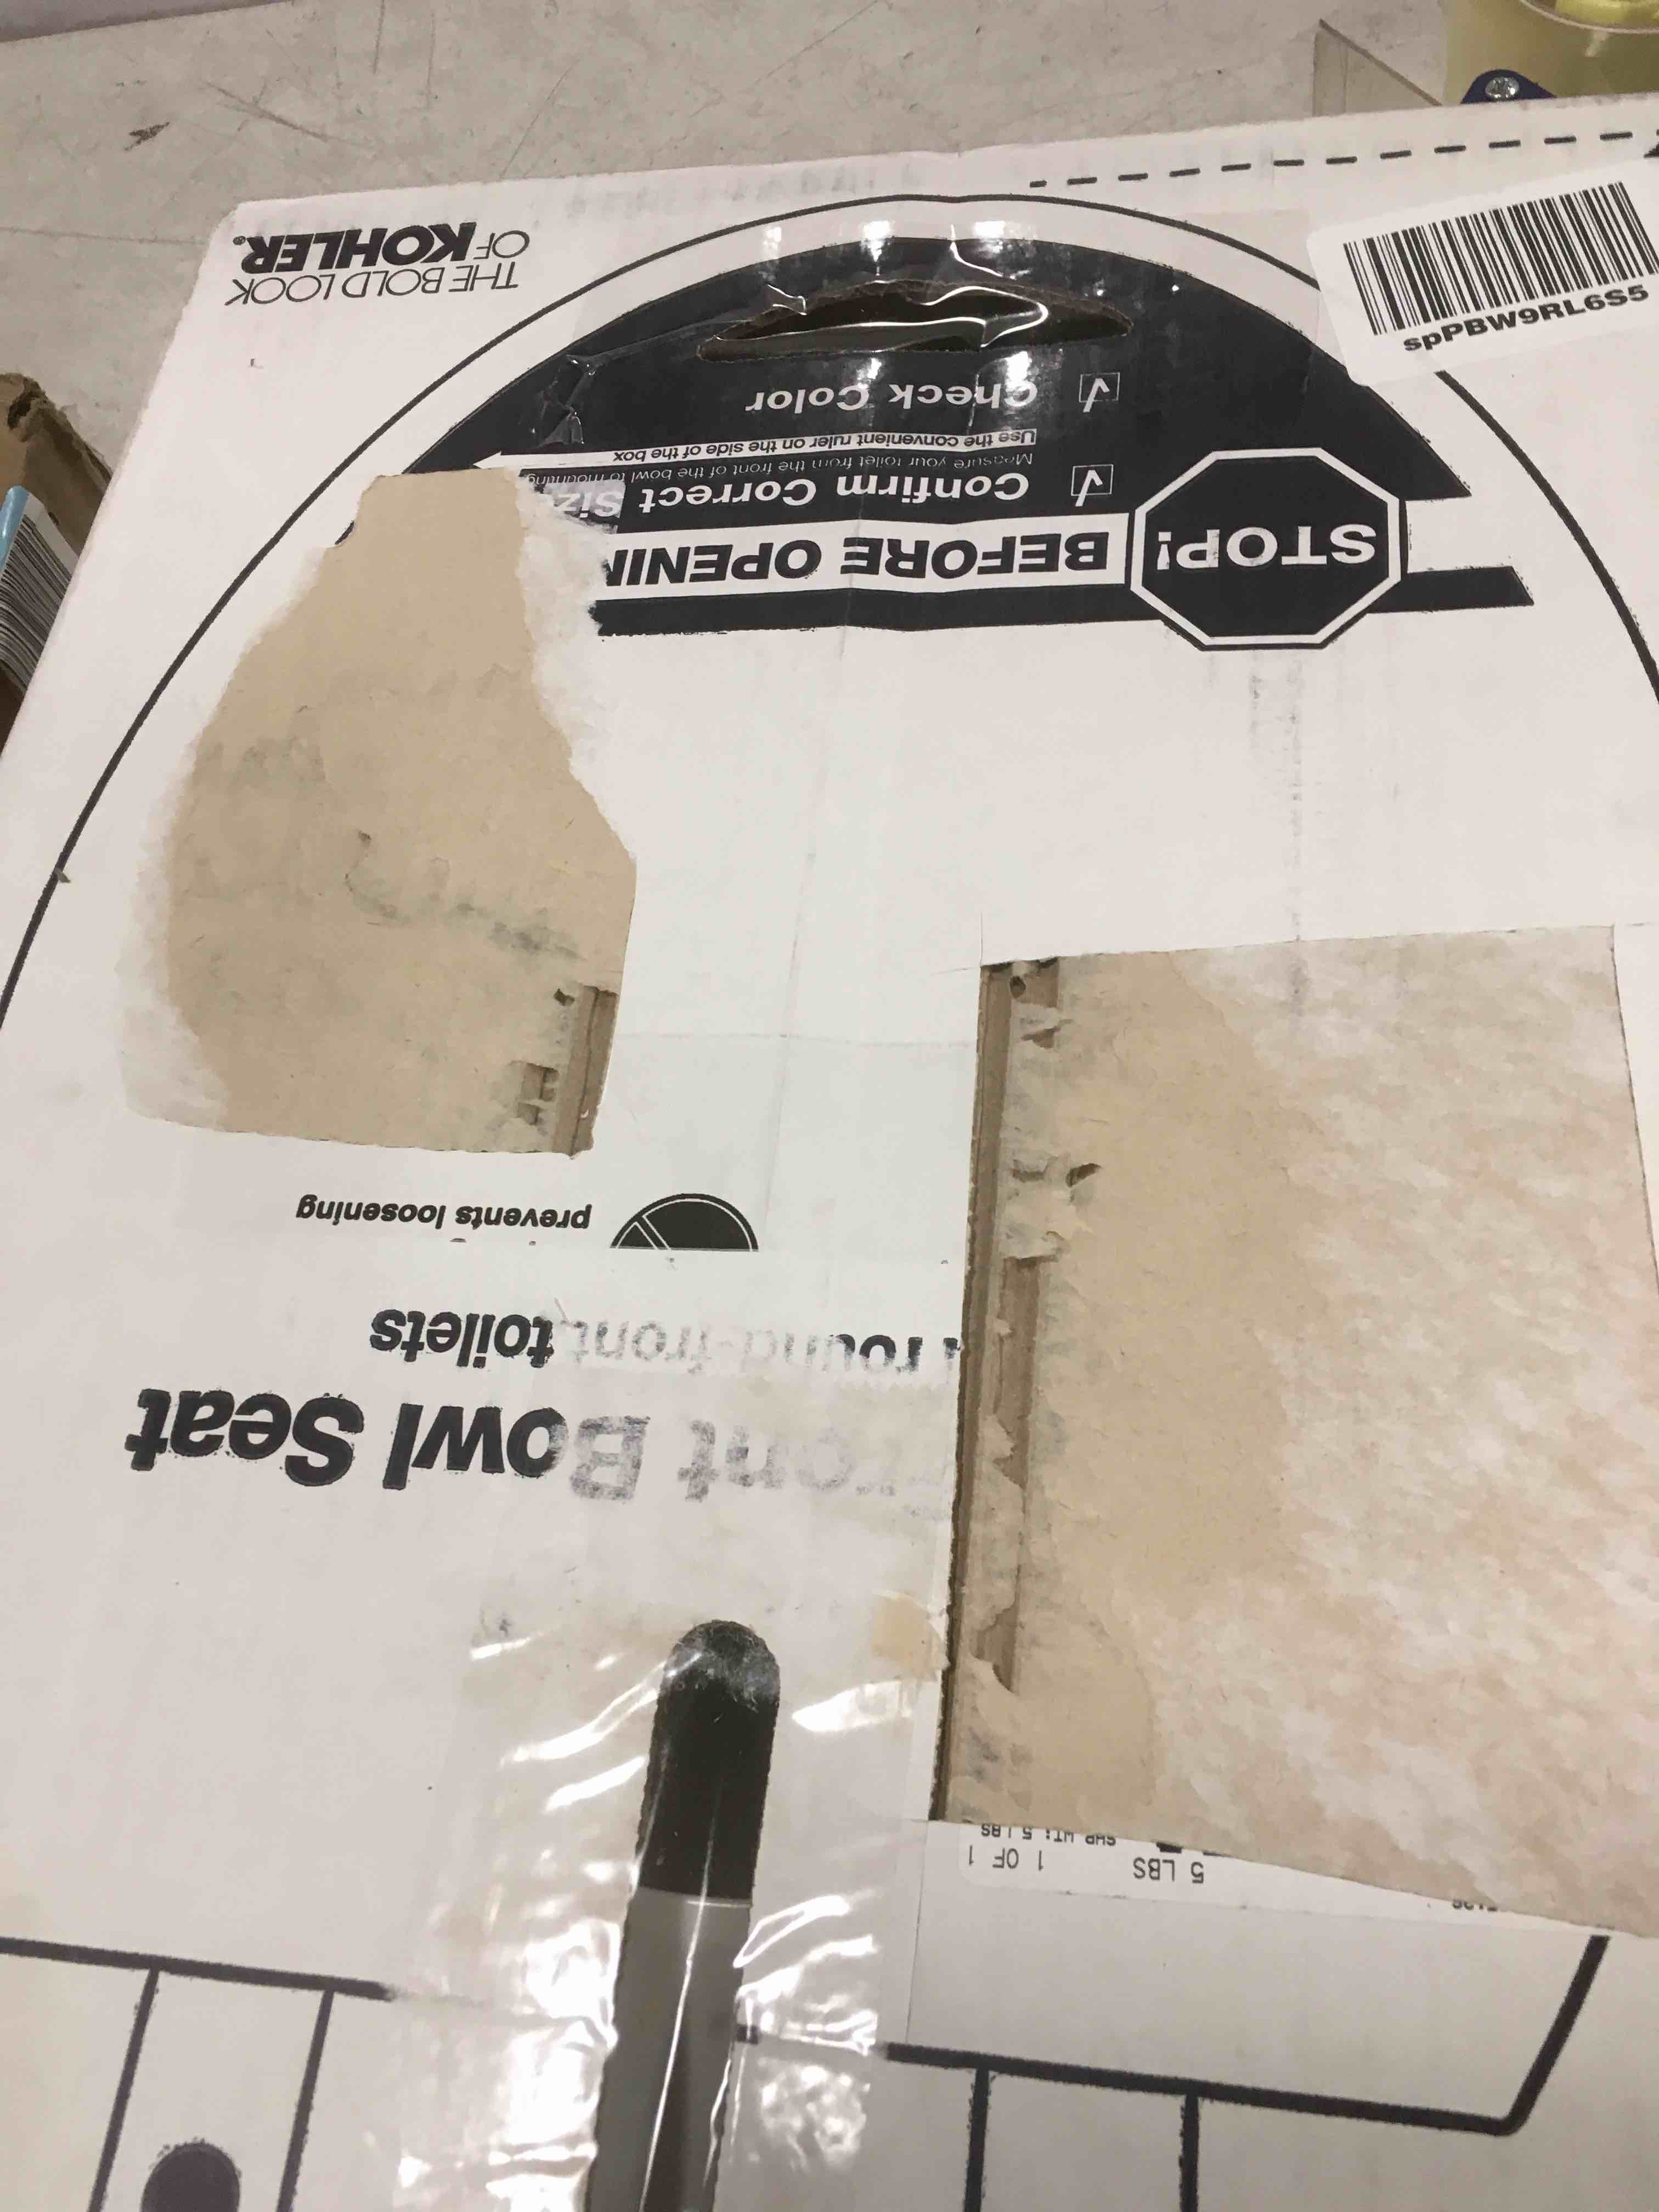 spPBW9RL6S5
5 LBS 1 OF 1
SHP WT: 5 LBS
Front Bowl Seat
round-front toilets
prevents loosening
STOP! BEFORE OPENIN
Confirm Correct Siz
Measure your toilet from the front of the bowl to mounting
Use the convenient ruler on the side of the box
Check Color
THE BOLD LOOK
OF KOHLER®